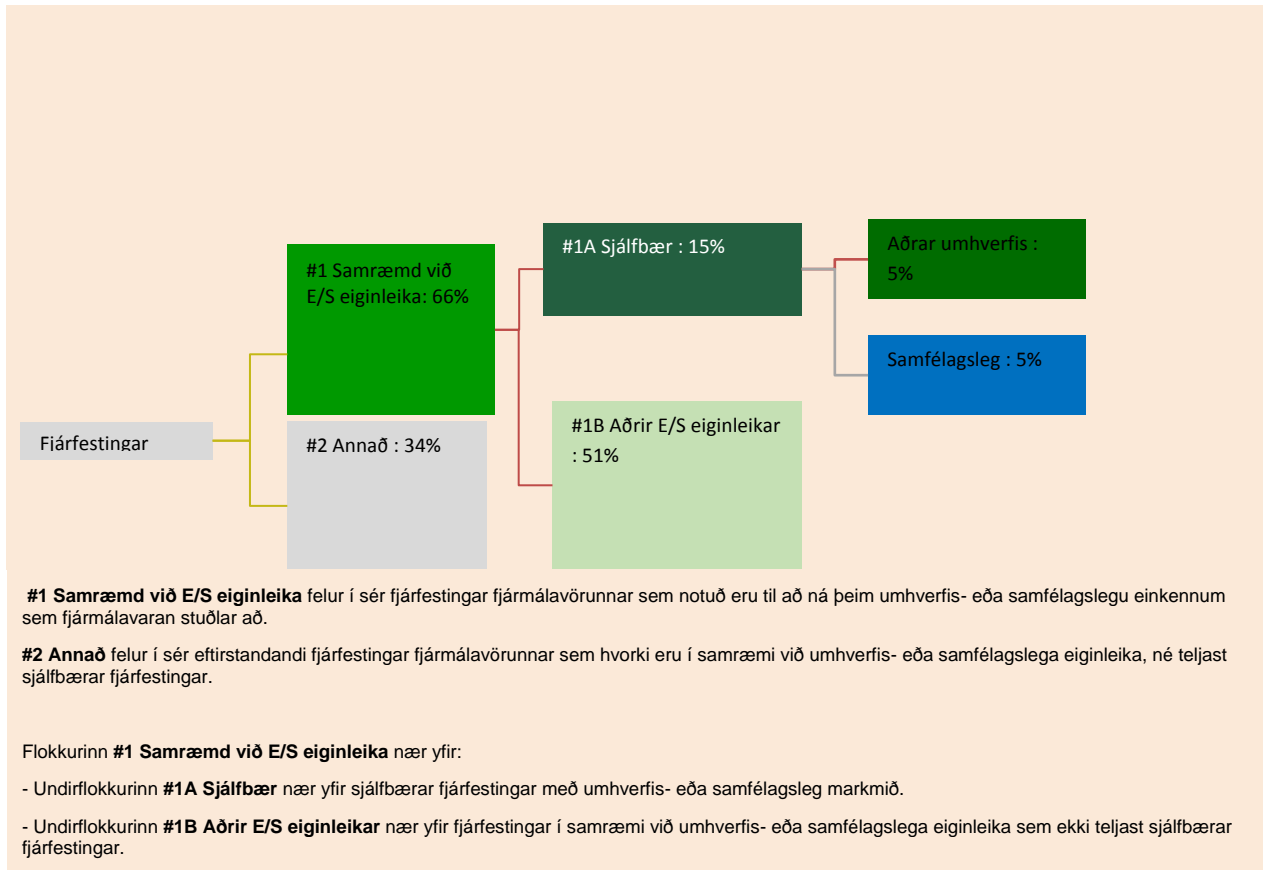 Fjárfestingar
#1 Samræmd við
E/S eiginleika: 66%
#2 Annað : 34%
#1A Sjálfbær : 15%
#1B Aðrir E/S eiginleikar
: 51%
Aðrar umhverfis :
5%
Samfélagsleg : 5%
#1 Samræmd við E/S eiginleika felur í sér fjárfestingar fjármálavörunnar sem notuð eru til að ná þeim umhverfis- eða samfélagslegu einkennum
sem fjármálavaran stuðlar að.
#2 Annað felur í sér eftirstandandi fjárfestingar fjármálavörunnar sem hvorki eru í samræmi við umhverfis- eða samfélagslega eiginleika, né teljast
sjálfbærar fjárfestingar.
Flokkurinn #1 Samræmd við E/S eiginleika nær yfir:
- Undirflokkurinn #1A Sjálfbær nær yfir sjálfbærar fjárfestingar með umhverfis- eða samfélagsleg markmið.
- Undirflokkurinn #1B Aðrir E/S eiginleikar nær yfir fjárfestingar í samræmi við umhverfis- eða samfélagslega eiginleika sem ekki teljast sjálfbærar
fjárfestingar.